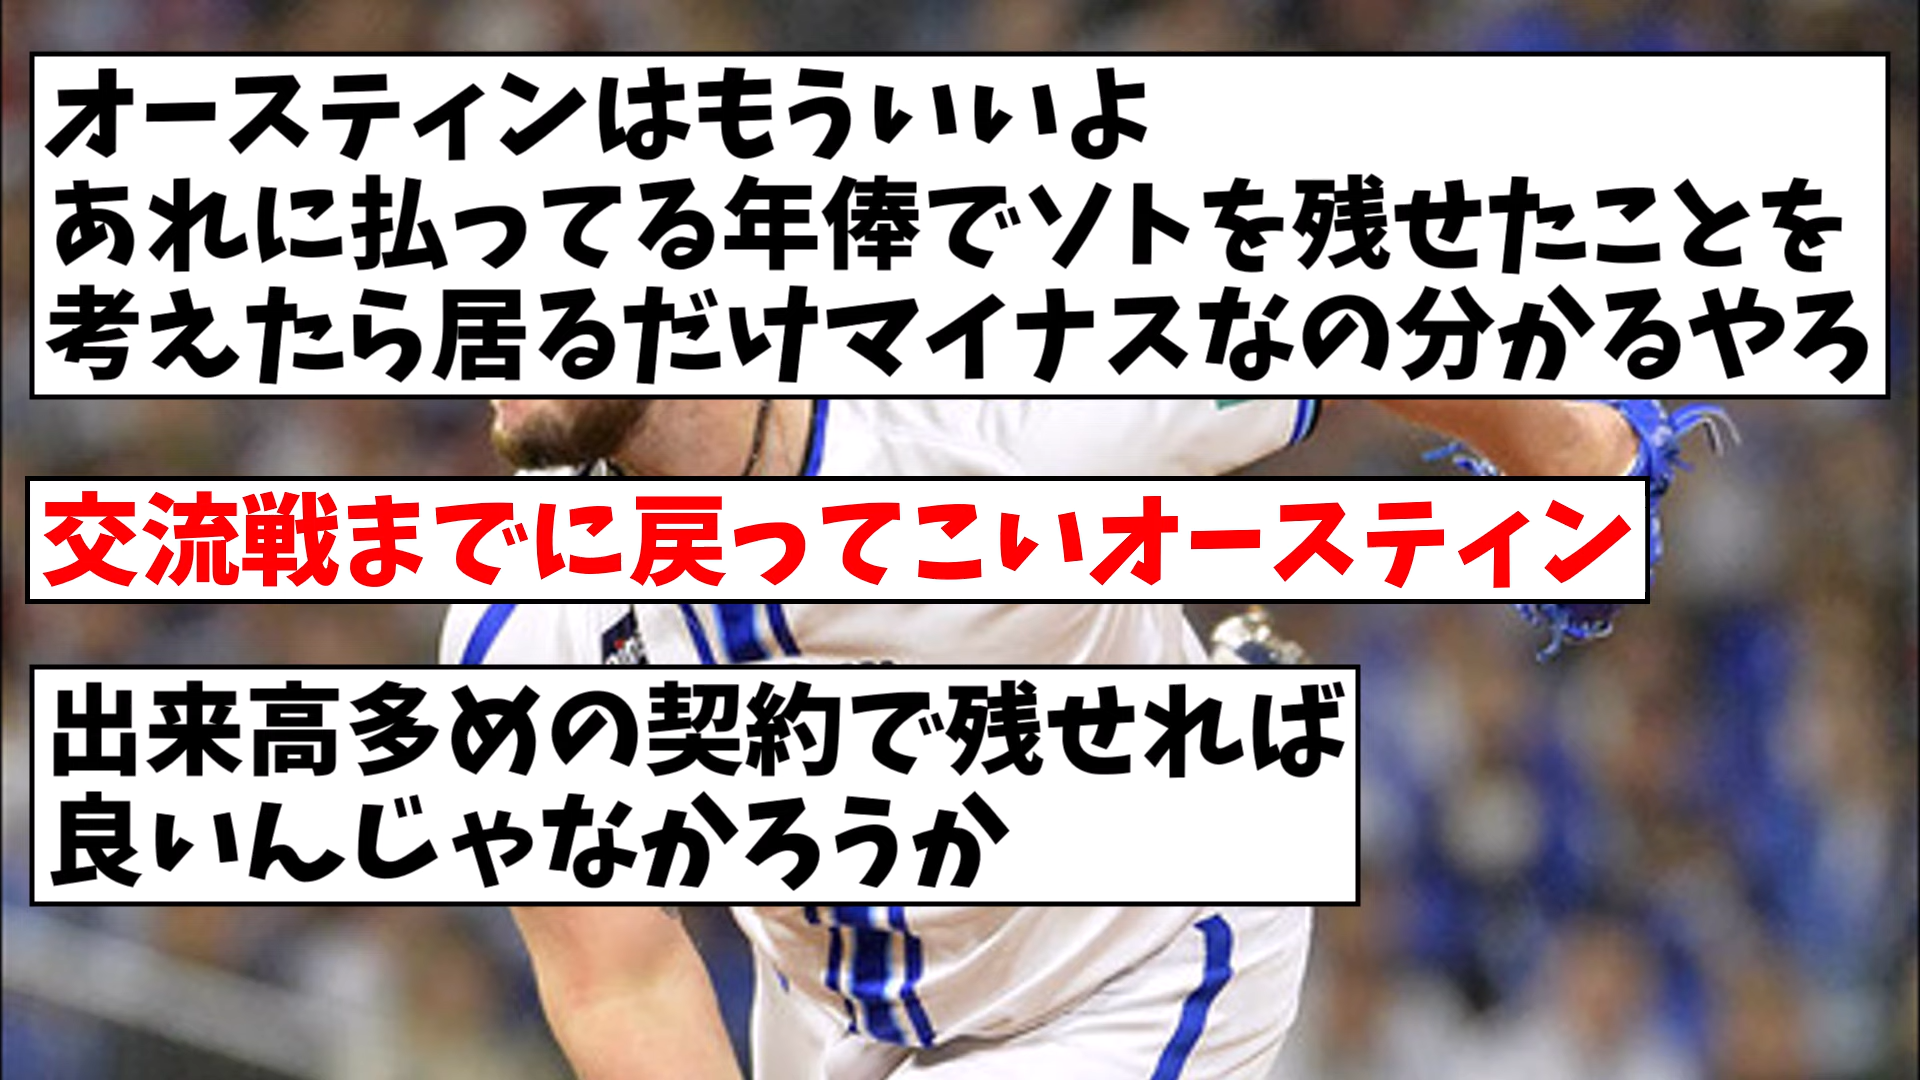 オースティンはもういいよ
あれに払ってる年俸でソトを残せたことを
考えたら居るだけマイナスなの分かるやろ
交流戦までに戻ってこいオースティン
出来高多めの契約で残せれば
良いんじゃなかろうか